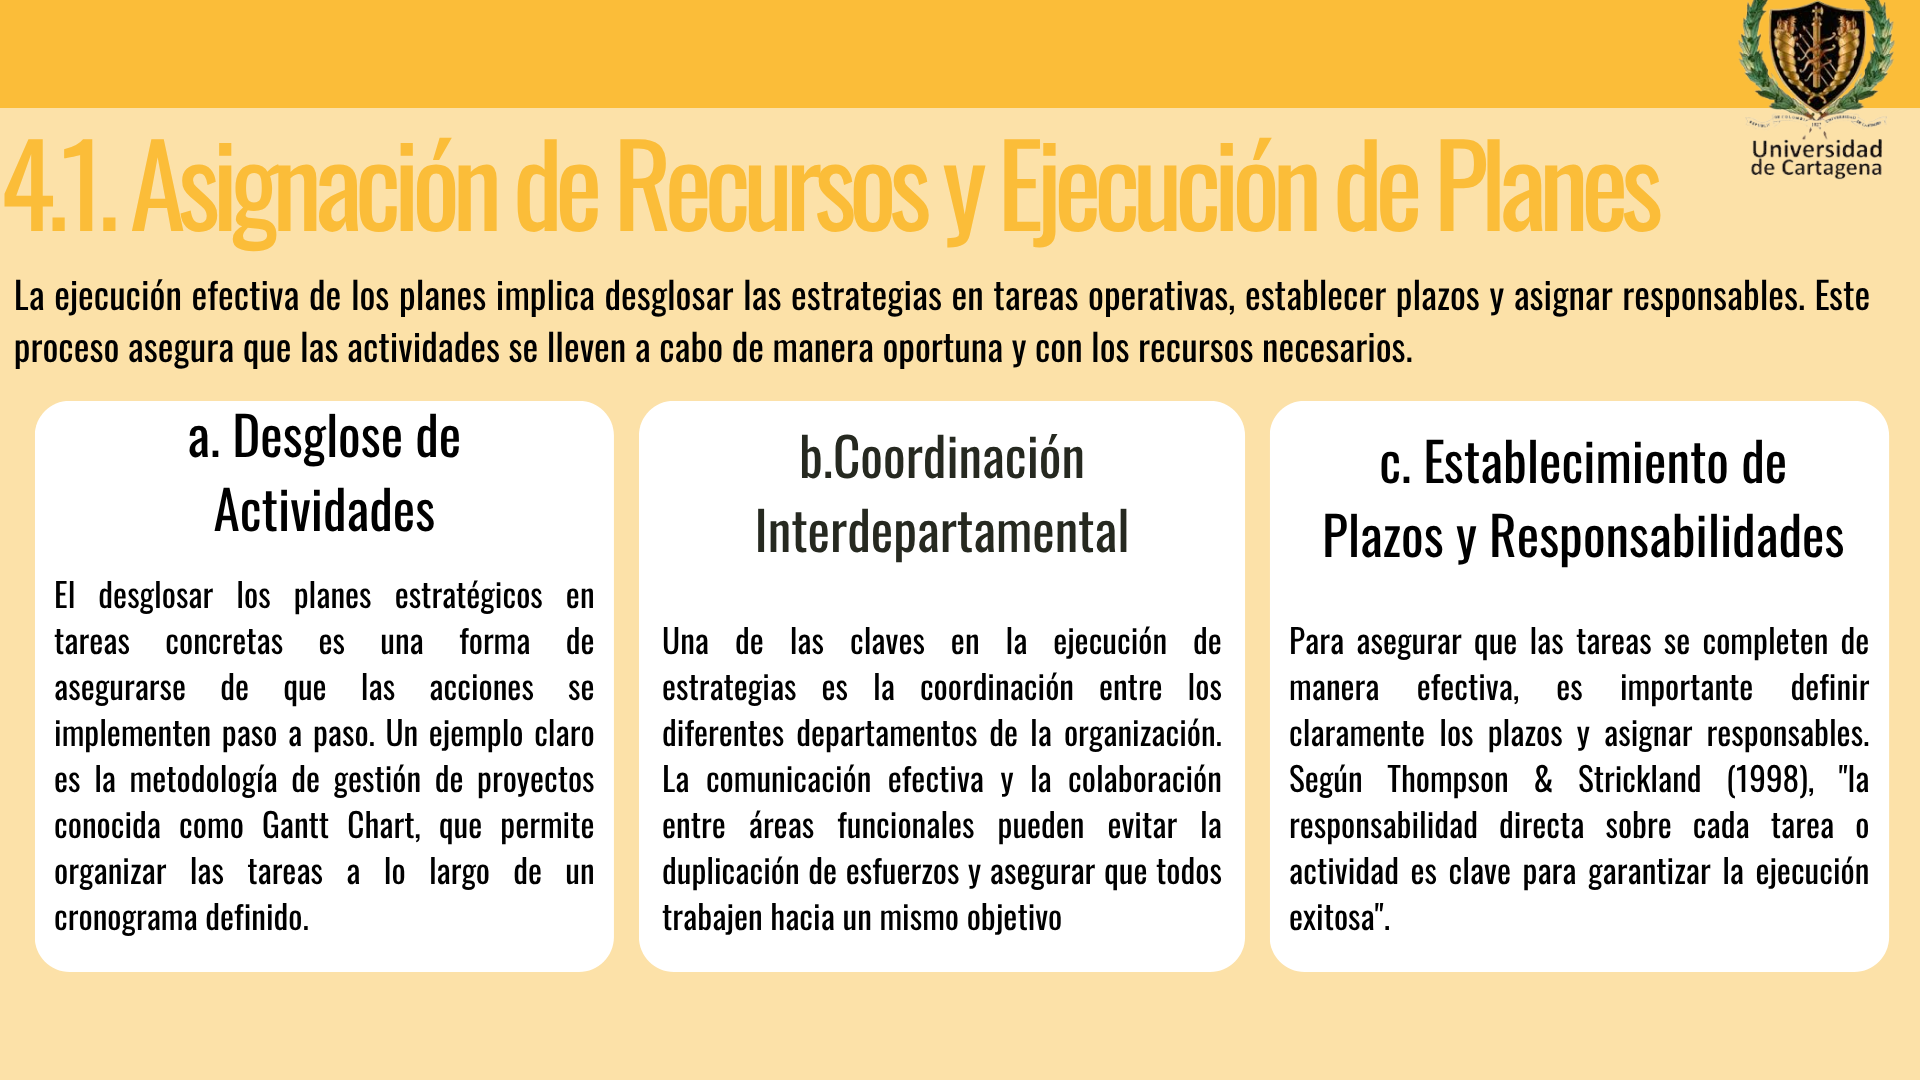 Universidad
de Cartagena
4.1. Asignación de Recursos y Ejecución de Planes
La ejecución efectiva de los planes implica desglosar las estrategias en tareas operativas, establecer plazos y asignar responsables. Este
proceso asegura que las actividades se lleven a cabo de manera oportuna y con los recursos necesarios.
a. Desglose de
Actividades
El desglosar los planes estratégicos en
tareas concretas es una forma de
asegurarse de que las acciones se
implementen paso a paso. Un ejemplo claro
es la metodología de gestión de proyectos
conocida como Gantt Chart, que permite
organizar las tareas a lo largo de un
cronograma definido.
b.Coordinación
Interdepartamental
Una de las claves en la ejecución de
estrategias es la coordinación entre los
diferentes departamentos de la organización.
La comunicación efectiva y la colaboración
entre áreas funcionales pueden evitar la
duplicación de esfuerzos y asegurar que todos
trabajen hacia un mismo objetivo
c. Establecimiento de
Plazos y Responsabilidades
Para asegurar que las tareas se completen de
manera efectiva, es importante definir
claramente los plazos y asignar responsables.
Según Thompson & Strickland (1998), "la
responsabilidad directa sobre cada tarea o
actividad es clave para garantizar la ejecución
exitosa".